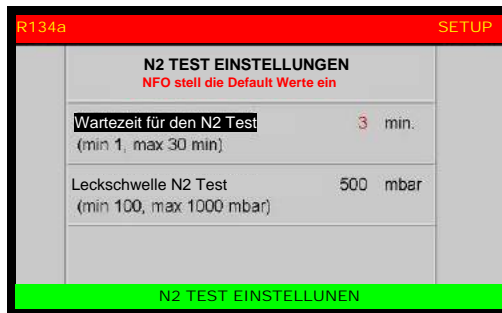 R134a SETUP
N2 TEST EINSTELLUNGEN
NFO stell die Default Werte ein
Wartezeit für den N2 Test 3 min.
(min 1, max 30 min)
Leckschwelle N2 Test 500 mbar
(min 100, max 1000 mbar)
N2 TEST EINSTELLUNEN